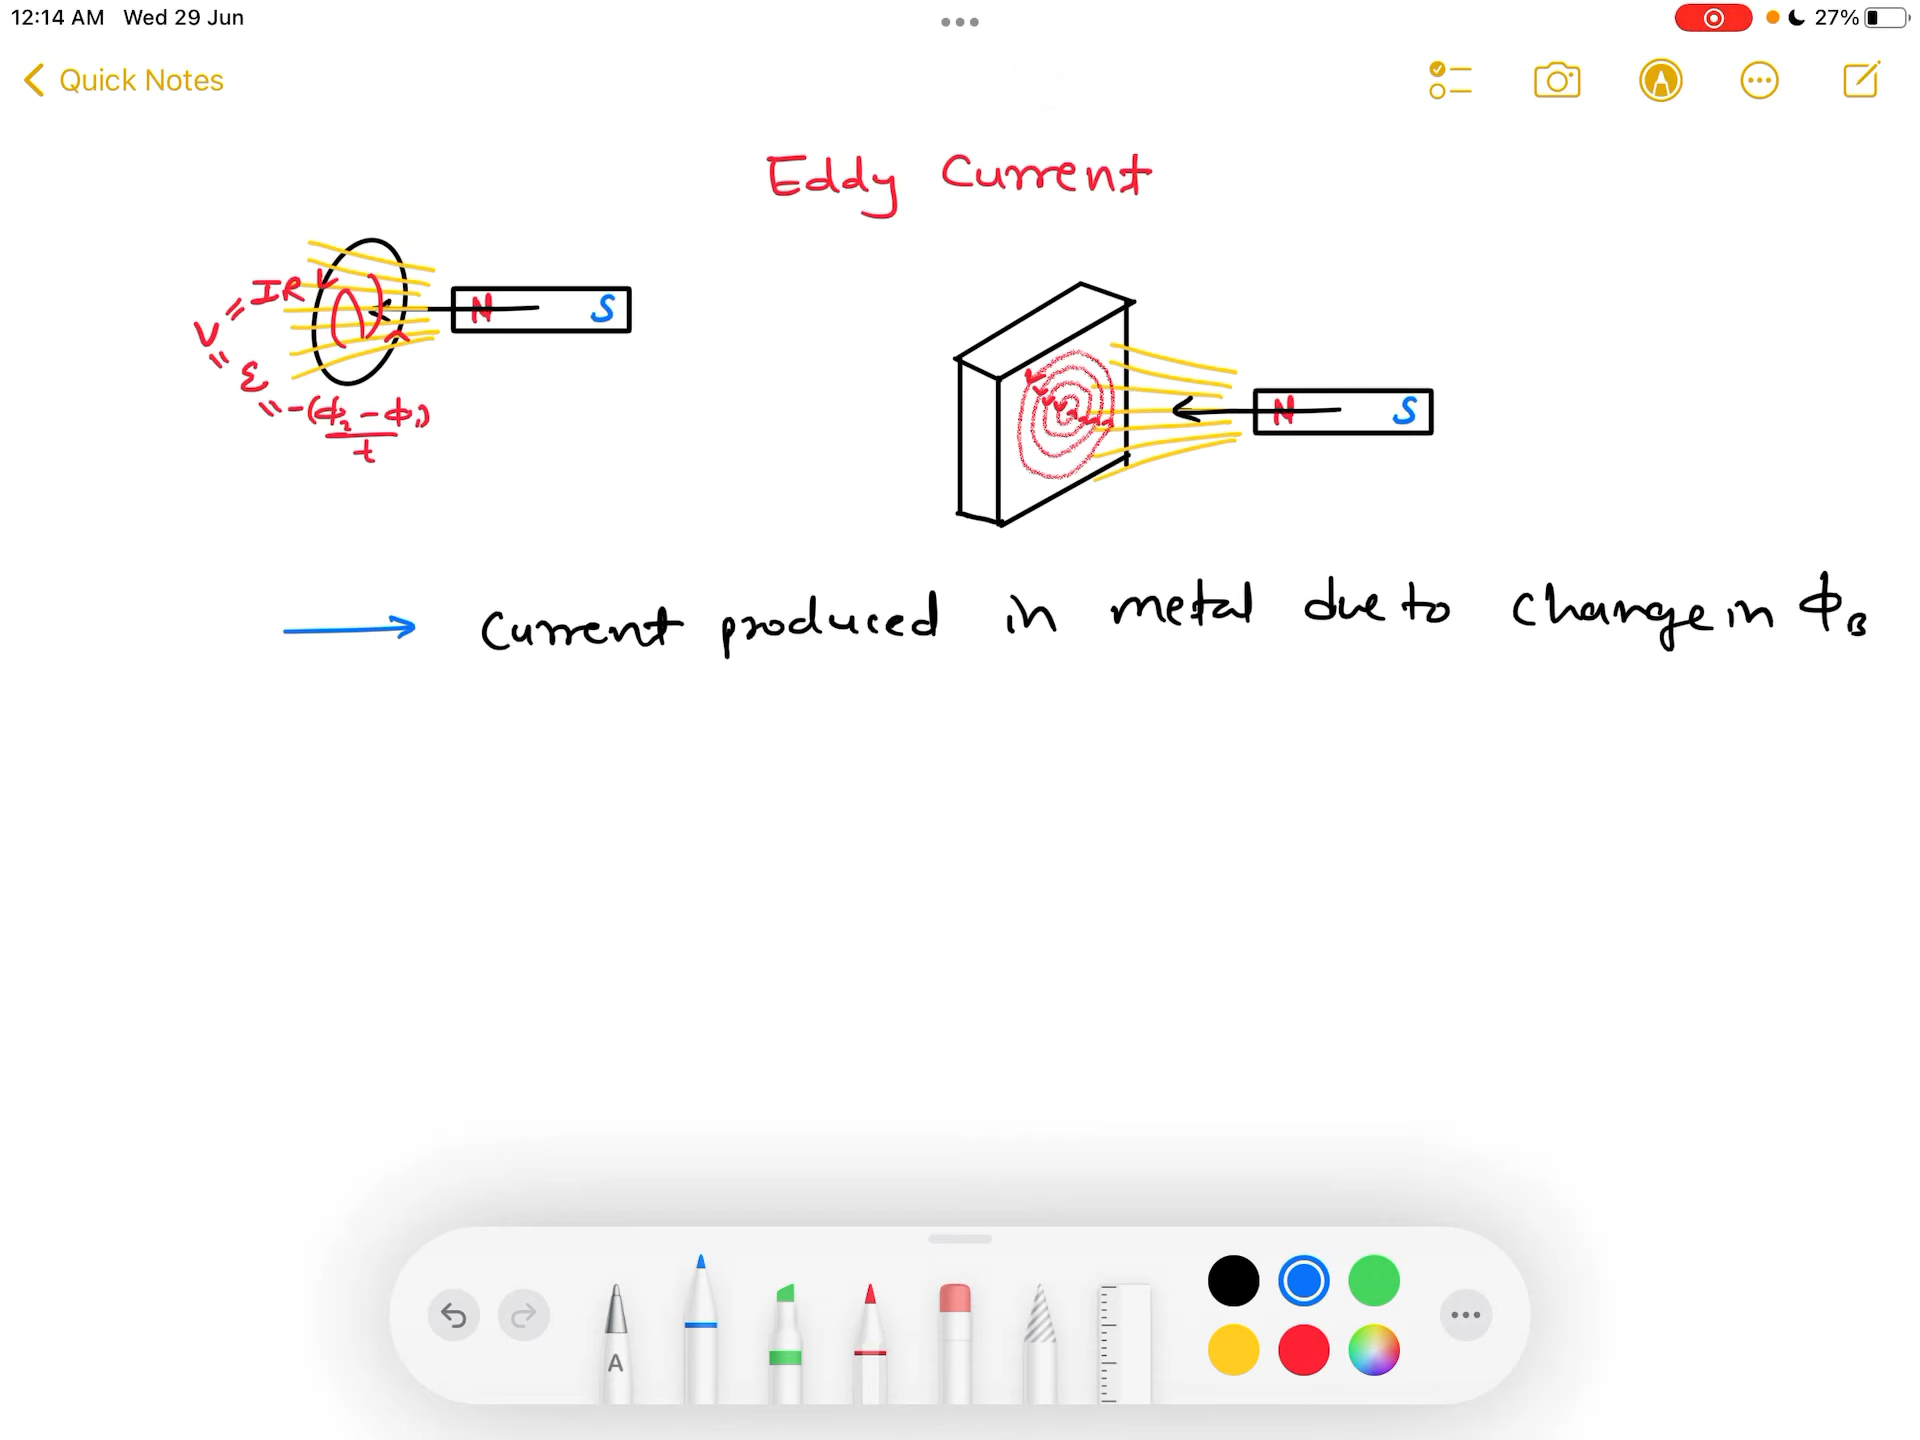 12:14 AM Wed 29 Jun
27%
Quick Notes
Eddy Current
V = IR
N S
V = ε = -(ϕ₂ - ϕ₁)
t
N S
Current produced in metal due to change in ϕB
A